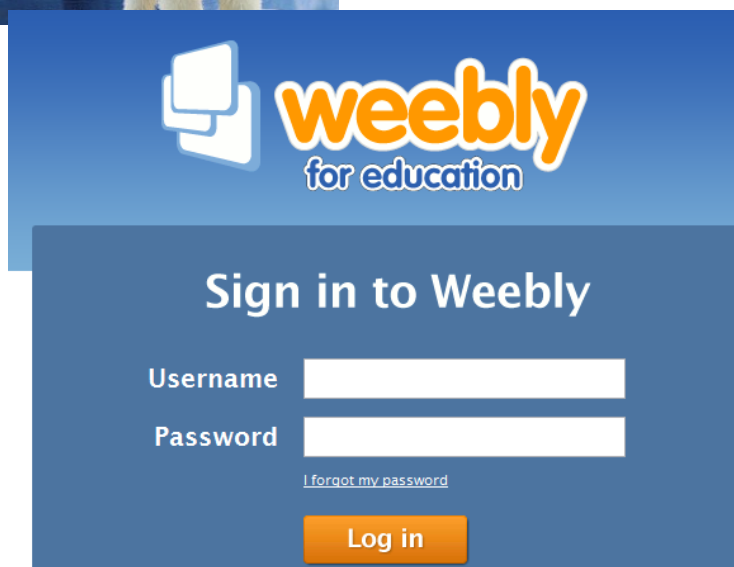 weebly
for education
Sign in to Weebly
Username
Password
I forgot my password
Log in